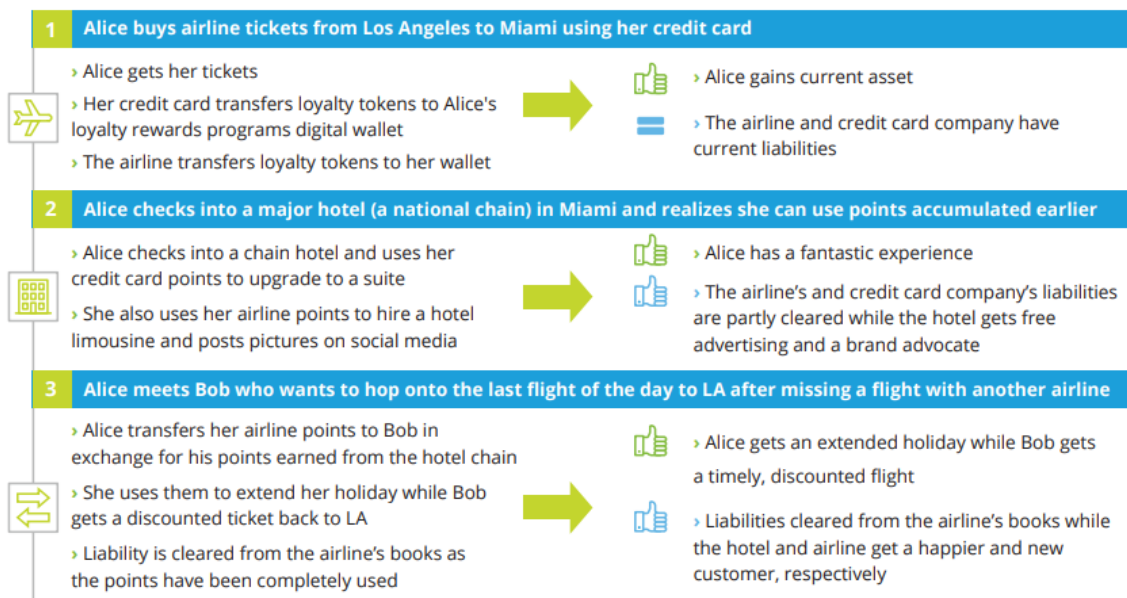 1 Alice buys airline tickets from Los Angeles to Miami using her credit card
› Alice gets her tickets
› Her credit card transfers loyalty tokens to Alice's
loyalty rewards programs digital wallet
› The airline transfers loyalty tokens to her wallet
› Alice gains current asset
› The airline and credit card company have
current liabilities
2 Alice checks into a major hotel (a national chain) in Miami and realizes she can use points accumulated earlier
› Alice checks into a chain hotel and uses her
credit card points to upgrade to a suite
› She also uses her airline points to hire a hotel
limousine and posts pictures on social media
› Alice has a fantastic experience
› The airline’s and credit card company’s liabilities
are partly cleared while the hotel gets free
advertising and a brand advocate
3 Alice meets Bob who wants to hop onto the last flight of the day to LA after missing a flight with another airline
› Alice transfers her airline points to Bob in
exchange for his points earned from the hotel chain
› She uses them to extend her holiday while Bob
gets a discounted ticket back to LA
› Liability is cleared from the airline’s books as
the points have been completely used
› Alice gets an extended holiday while Bob gets
a timely, discounted flight
› Liabilities cleared from the airline’s books while
the hotel and airline get a happier and new
customer, respectively